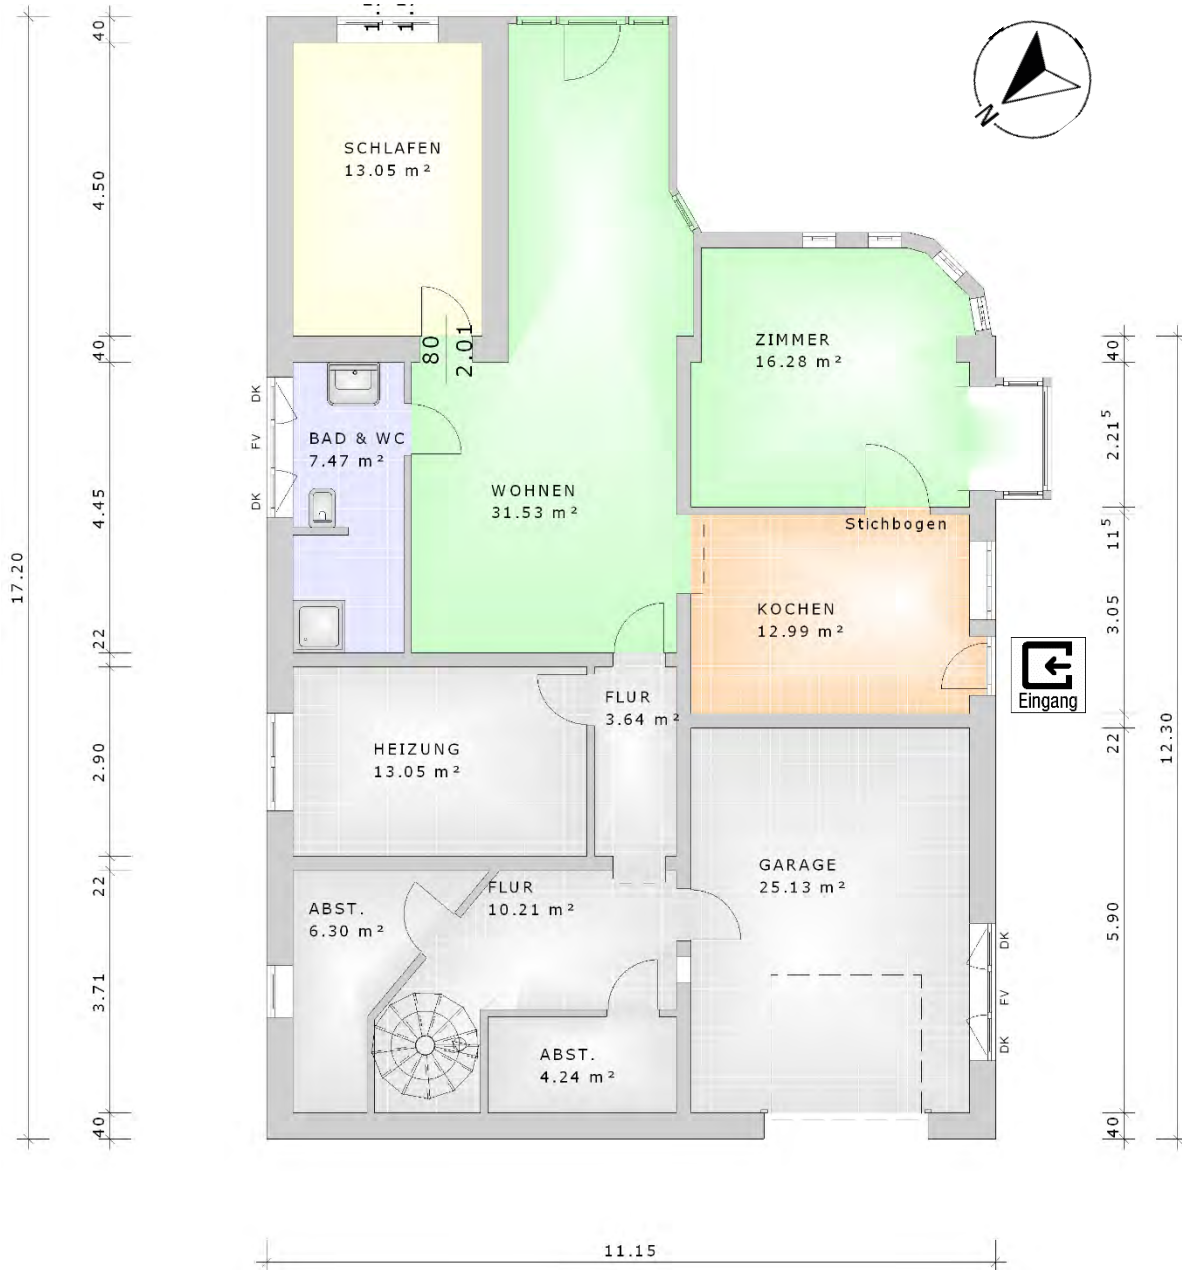 N
SCHLAFEN
13.05 m²
80
2.01
ZIMMER
16.28 m²
BAD & WC
7.47 m²
WOHNEN
31.53 m²
Stichbogen
KOCHEN
12.99 m²
Eingang
FLUR
3.64 m²
HEIZUNG
13.05 m²
GARAGE
25.13 m²
FLUR
10.21 m²
ABST.
6.30 m²
ABST.
4.24 m²
DK
FV
DK
DK
FV
DK
17.20
40
4.50
40
4.45
22
2.90
22
3.71
40
40
2.21⁵
11⁵
3.05
22
5.90
40
12.30
11.15